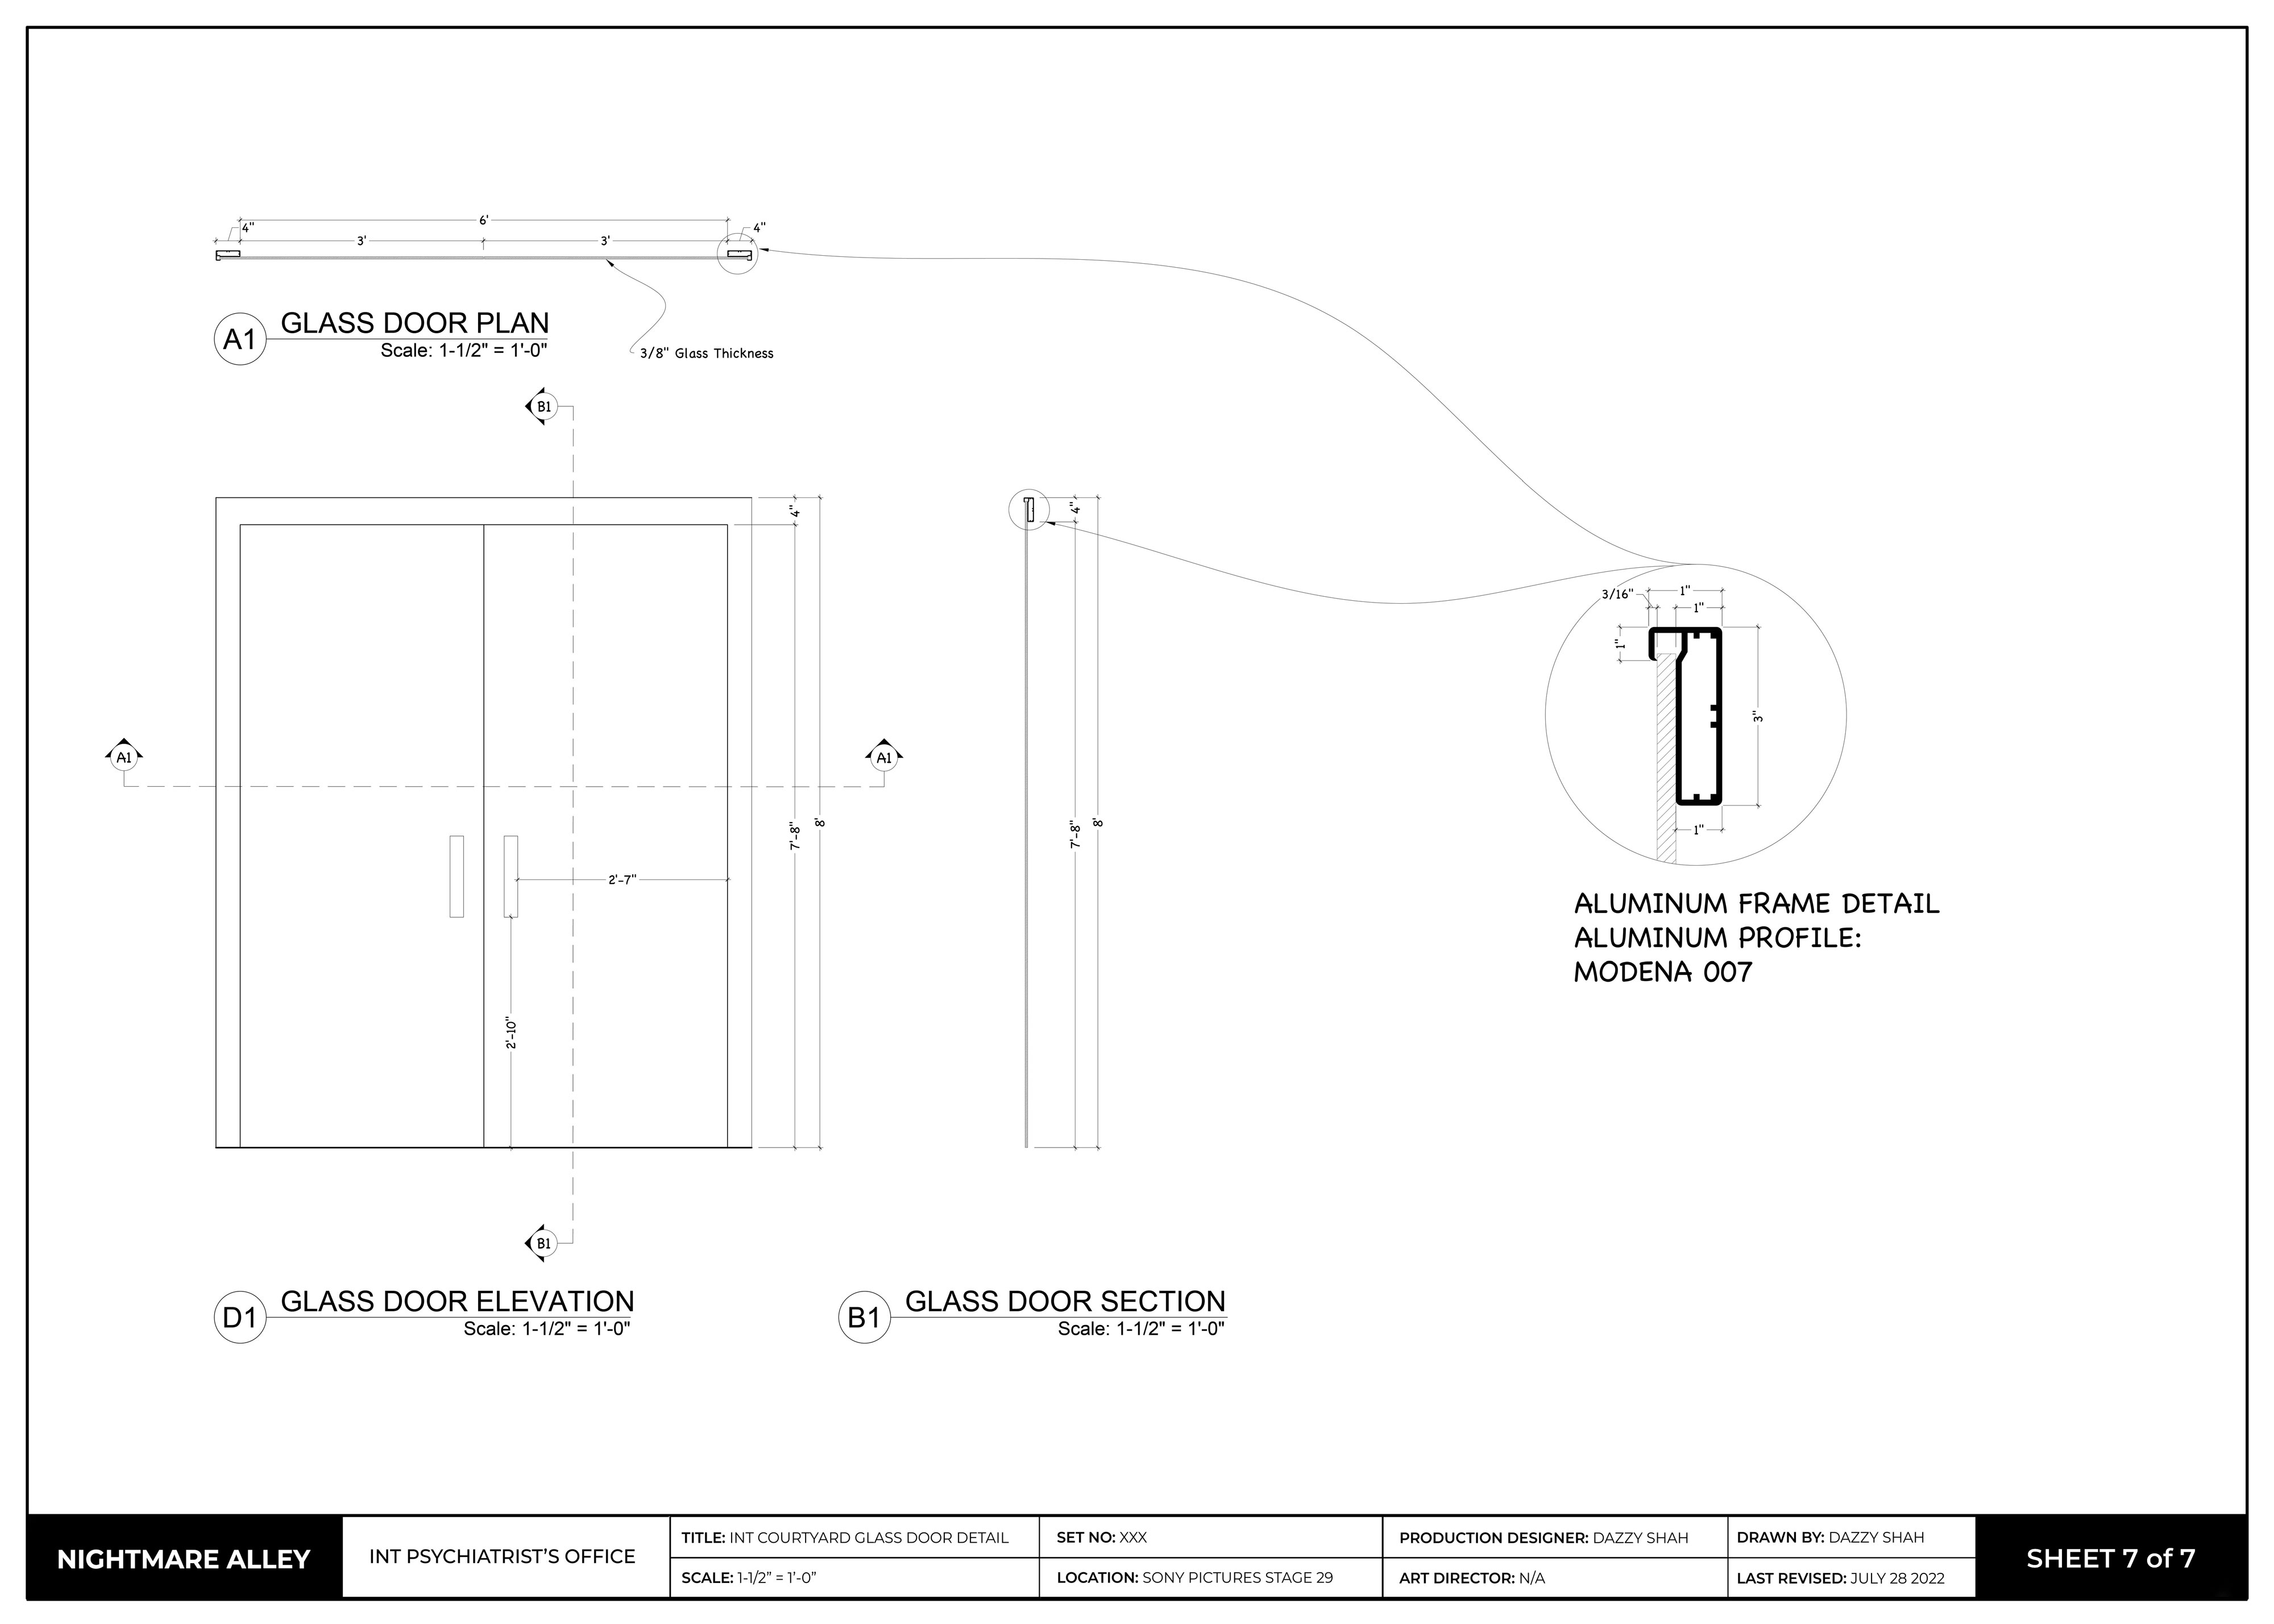 6'
4"
4"
3'
3'
A1
GLASS DOOR PLAN
Scale: 1-1/2" = 1'-0"
3/8" Glass Thickness
B1
4"
4"
3/16"
1"
1"
1"
3"
1"
A1
A1
7'-8"
8'
7'-8"
8'
2'-7"
ALUMINUM FRAME DETAIL
ALUMINUM PROFILE:
MODENA 007
2'-10"
B1
D1
GLASS DOOR ELEVATION
Scale: 1-1/2" = 1'-0"
B1
GLASS DOOR SECTION
Scale: 1-1/2" = 1'-0"
NIGHTMARE ALLEY
INT PSYCHIATRIST'S OFFICE
TITLE: INT COURTYARD GLASS DOOR DETAIL
SCALE: 1-1/2” = 1’-0”
SET NO: XXX
LOCATION: SONY PICTURES STAGE 29
PRODUCTION DESIGNER: DAZZY SHAH
ART DIRECTOR: N/A
DRAWN BY: DAZZY SHAH
LAST REVISED: JULY 28 2022
SHEET 7 of 7